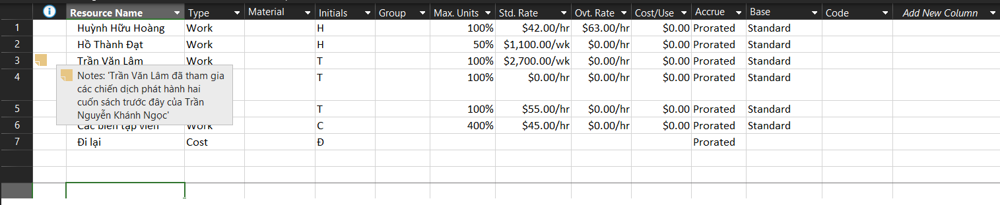 Resource Name Type Material Initials Group Max. Units Std. Rate Ovt. Rate Cost/Use Accrue Base Code Add New Column
1 Huỳnh Hữu Hoàng Work H 100% $42.00/hr $63.00/hr $0.00 Prorated Standard
2 Hồ Thành Đạt Work H 50% $1,100.00/wk $0.00/hr $0.00 Prorated Standard
3 Trần Văn Lâm Work T 100% $2,700.00/wk $0.00/hr $0.00 Prorated Standard
4 T 100% $0.00/hr $0.00/hr $0.00 Prorated Standard
Notes: 'Trần Văn Lâm đã tham gia
các chiến dịch phát hành hai
cuốn sách trước đây của Trần
Nguyễn Khánh Ngọc'
5 T 100% $55.00/hr $0.00/hr $0.00 Prorated Standard
6 Các biên tập viên Work C 400% $45.00/hr $0.00/hr $0.00 Prorated Standard
7 Đi lại Cost Đ Prorated